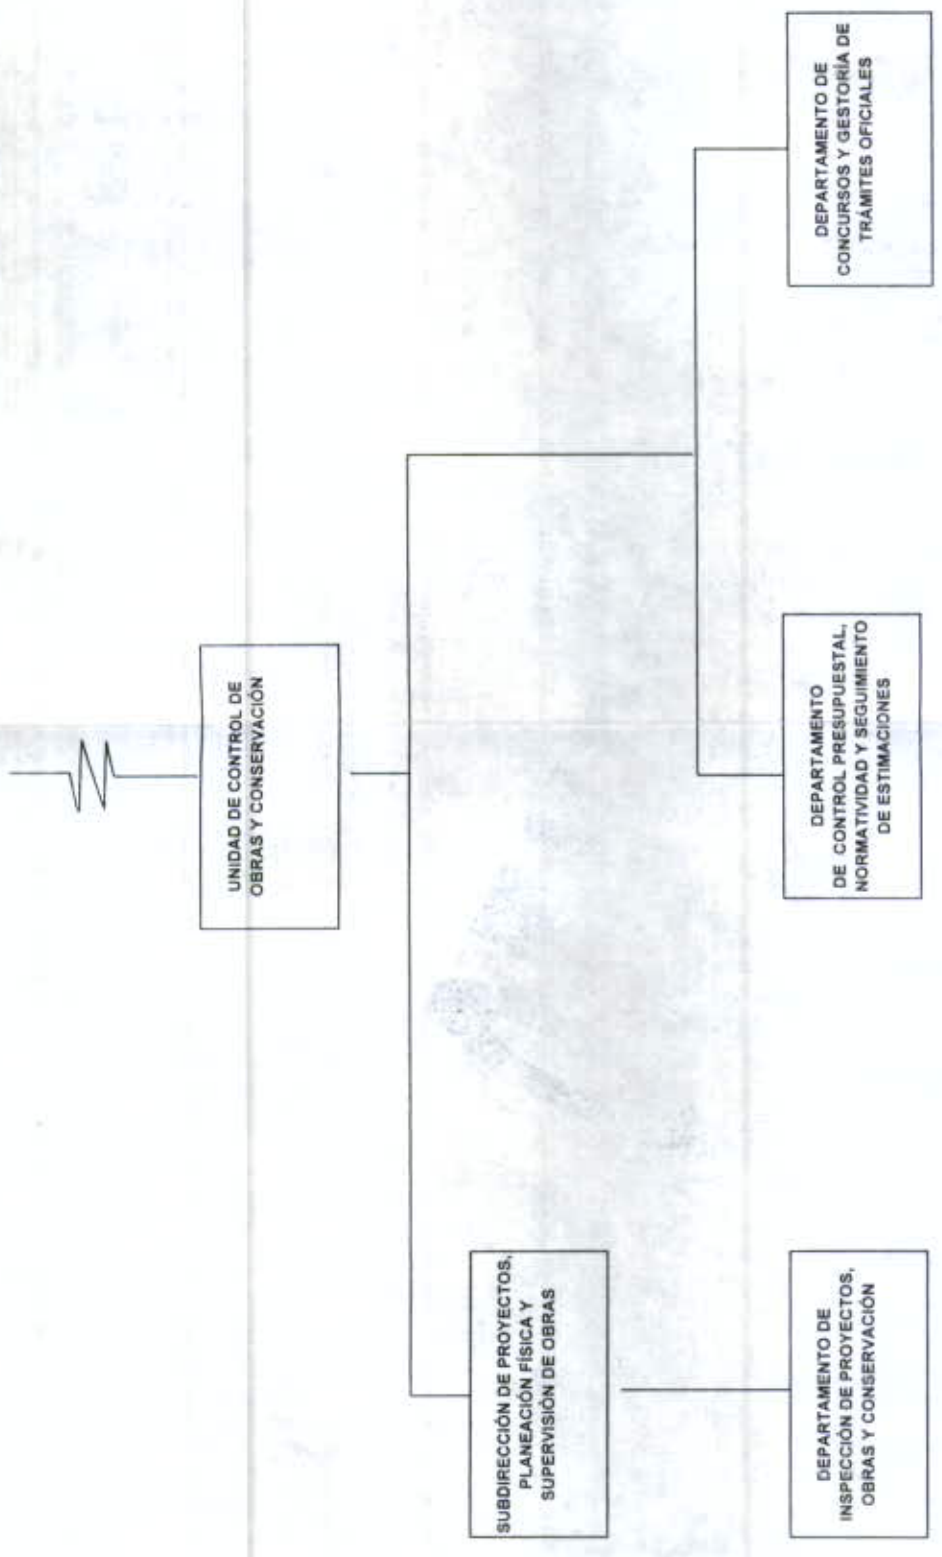 UNIDAD DE CONTROL DE
OBRAS Y CONSERVACIÓN
SUBDIRECCIÓN DE PROYECTOS,
PLANEACIÓN FÍSICA Y
SUPERVISIÓN DE OBRAS
DEPARTAMENTO DE
INSPECCIÓN DE PROYECTOS,
OBRAS Y CONSERVACIÓN
DEPARTAMENTO
DE CONTROL PRESUPUESTAL,
NORMATIVIDAD Y SEGUIMIENTO
DE ESTIMACIONES
DEPARTAMENTO DE
CONCURSOS Y GESTORÍA DE
TRÁMITES OFICIALES